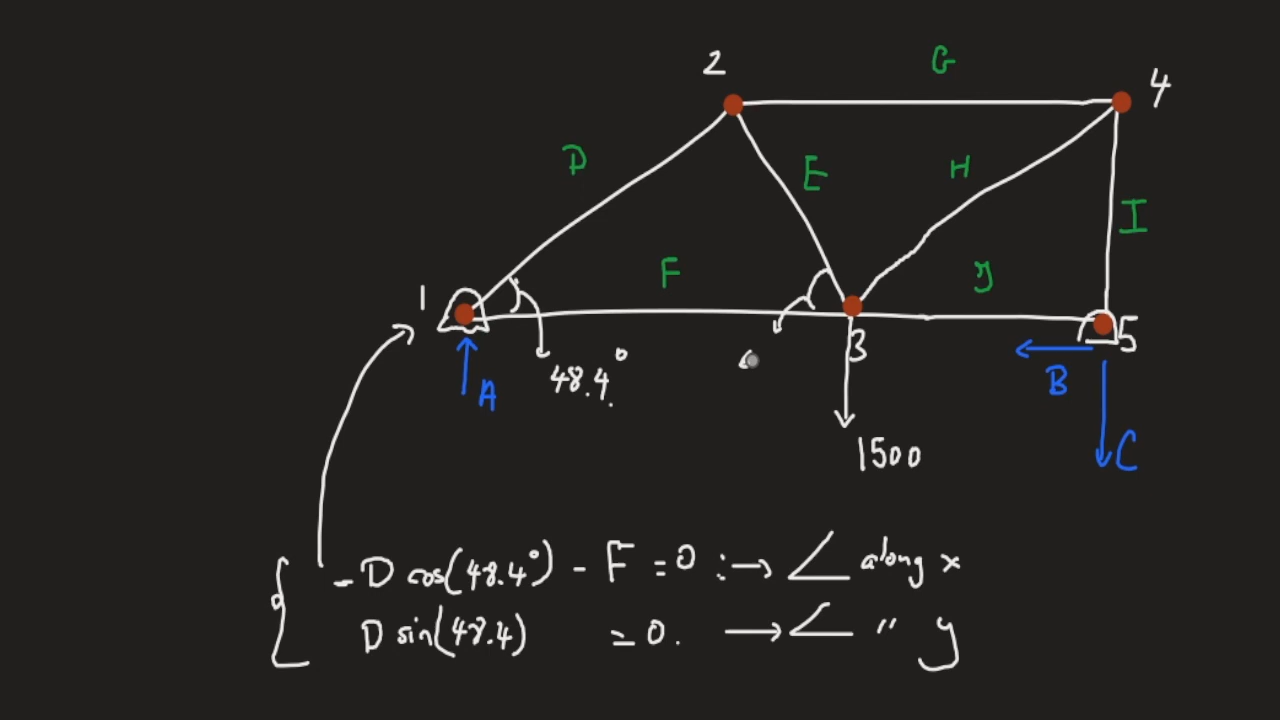 2
G
4
D
E
H
I
1
F
J
3
5
48.4°
A
B
1500
C
- D cos(48.4°) - F = 0 : → ∠ along x
D sin(48.4) = 0. → ∠ " y